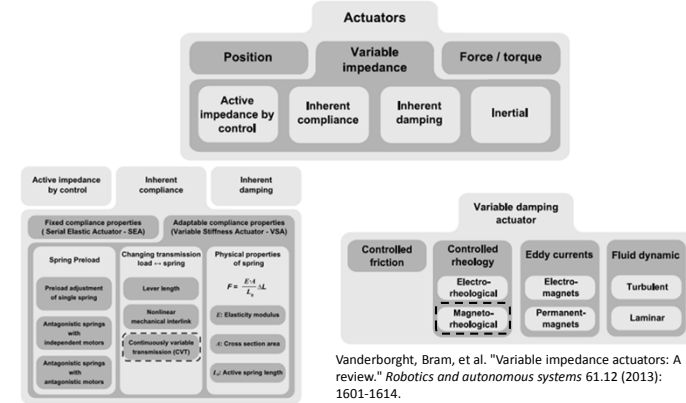 Actuators
Position
Variable
impedance
Force / torque
Active
impedance by
control
Inherent
compliance
Inherent
damping
Inertial
Active impedance
by control
Inherent
compliance
Inherent
damping
Fixed compliance properties
( Serial Elastic Actuator - SEA)
Adaptable compliance properties
(Variable Stiffness Actuator - VSA)
Spring Preload
Preload adjustment
of single spring
Antagonistic springs
with
independent motors
Antagonistic springs
with
antagonistic motors
Changing transmission
load ↔ spring
Lever length
Nonlinear
mechanical interlink
Continuously variable
transmission (CVT)
Physical properties
of spring
F = E·A / L₀ ΔL
E: Elasticity modulus
A: Cross section area
L₀: Active spring length
Variable damping
actuator
Controlled
friction
Controlled
rheology
Electro-
rheological
Magneto-
rheological
Eddy currents
Electro-
magnets
Permanent-
magnets
Fluid dynamic
Turbulent
Laminar
Vanderborght, Bram, et al. "Variable impedance actuators: A
review." Robotics and autonomous systems 61.12 (2013):
1601-1614.